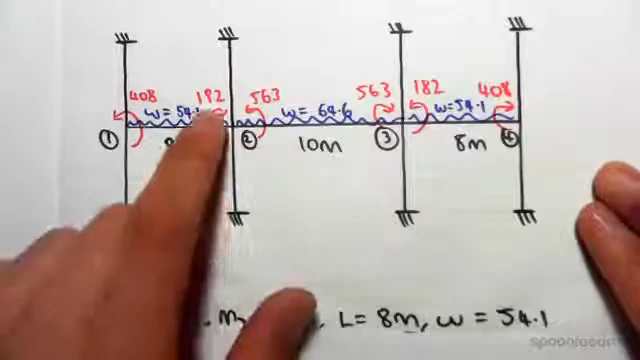 408 182 563 563 182 408
w = 54.1 w = 64.6 w=54.1
1 2 10m 3 8m 4
L = 8m, w = 54.1